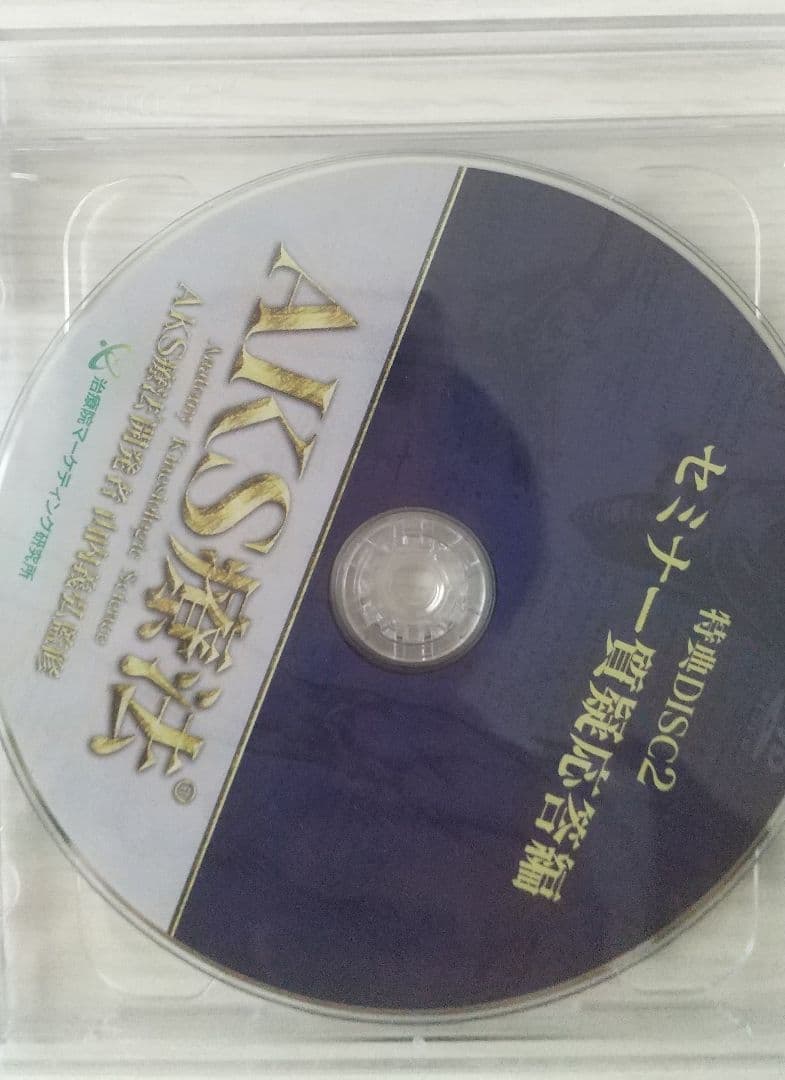 特典DISC2
セミナー質疑応答編
AKS療法®
Anatomy Kinesiologic Science
AKS療法開発者 山内義弘監修
治療院マーケティング研究所